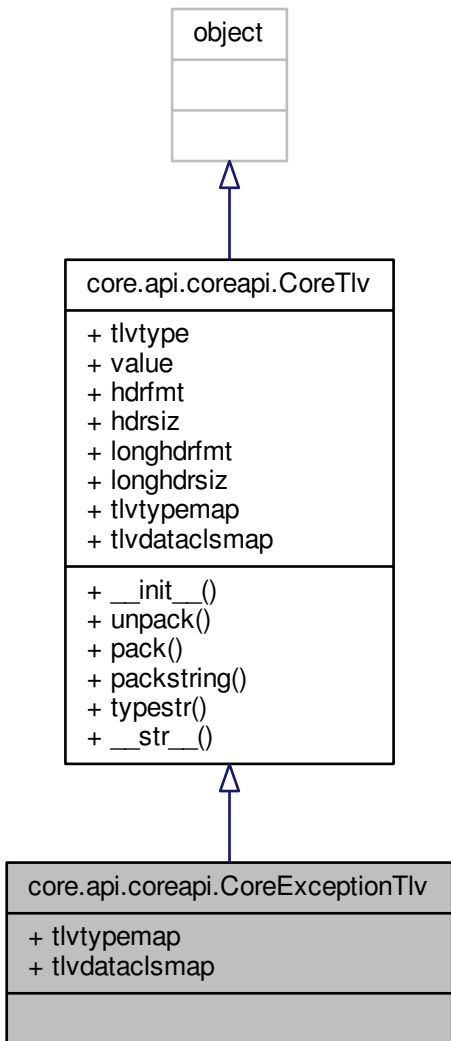 object
core.api.coreapi.CoreTlv
+ tlvtype
+ value
+ hdrfmt
+ hdrsiz
+ longhdrfmt
+ longhdrsiz
+ tlvtypemap
+ tlvdataclsmap
+ __init__()
+ unpack()
+ pack()
+ packstring()
+ typestr()
+ __str__()
core.api.coreapi.CoreExceptionTlv
+ tlvtypemap
+ tlvdataclsmap